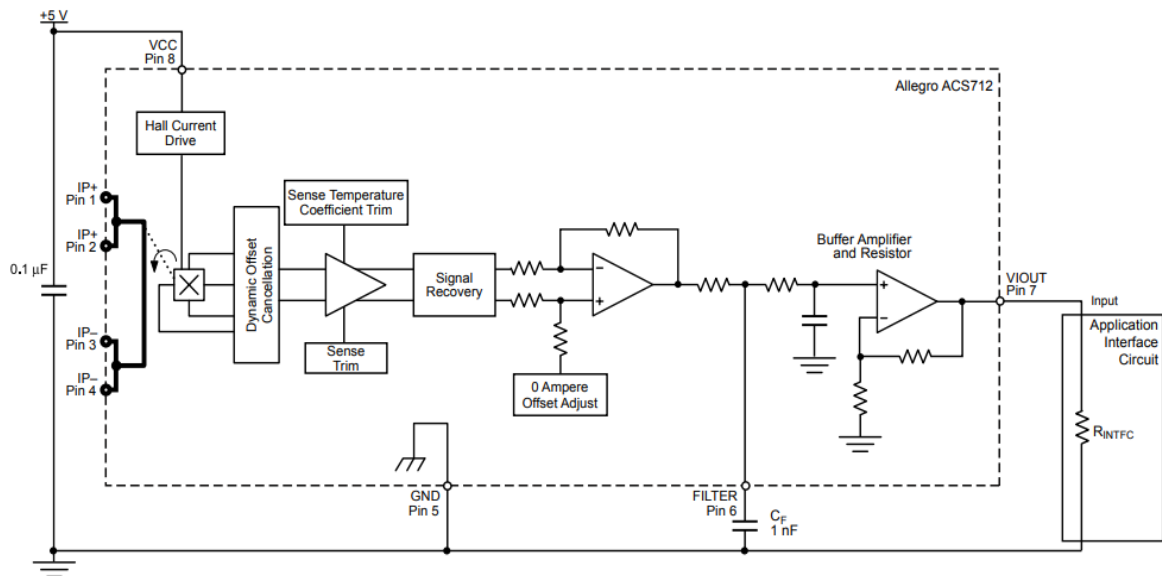 +5 V
VCC
Pin 8
Allegro ACS712
Hall Current
Drive
IP+
Pin 1
IP+
Pin 2
0.1 µF
IP–
Pin 3
IP–
Pin 4
Dynamic Offset
Cancellation
Sense Temperature
Coefficient Trim
Sense
Trim
Signal
Recovery
0 Ampere
Offset Adjust
Buffer Amplifier
and Resistor
VIOUT
Pin 7
Input
Application
Interface
Circuit
RINTFC
GND
Pin 5
FILTER
Pin 6
CF
1 nF